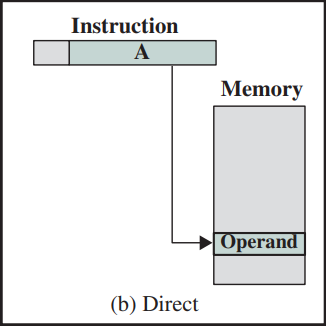 Instruction
A
Memory
Operand
(b) Direct